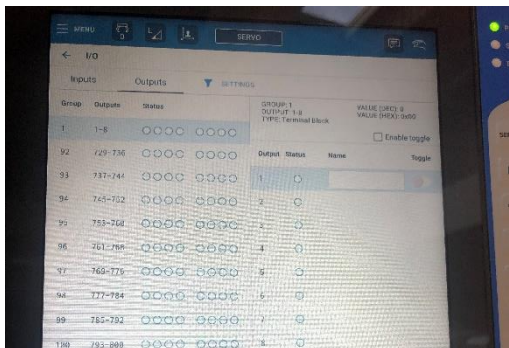 MENU
SERVO
I/O
Inputs Outputs SETTINGS
Group Outputs Status
1 1-8
92 729-736
93 737-744
94 745-752
95 753-760
96 761-768
97 769-776
98 777-784
99 785-792
100 793-800
GROUP: 1
OUTPUT: 1-8
TYPE: Terminal Block
VALUE (DEC): 0
VALUE (HEX): 0x00
Enable toggle
Output Status Name Toggle
1
2
3
4
5
6
7
8